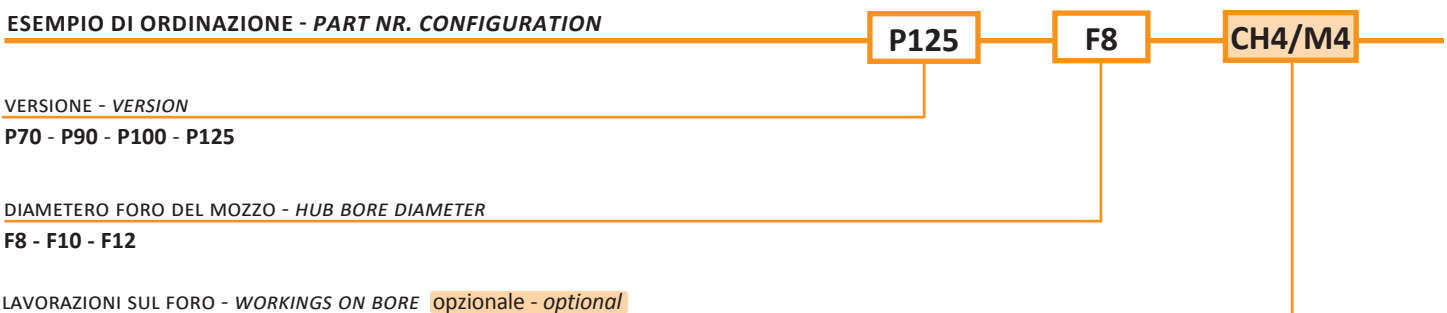 ESEMPIO DI ORDINAZIONE - PART NR. CONFIGURATION
P125 F8 CH4/M4
VERSIONE - VERSION
P70 - P90 - P100 - P125
DIAMETERO FORO DEL MOZZO - HUB BORE DIAMETER
F8 - F10 - F12
LAVORAZIONI SUL FORO - WORKINGS ON BORE opzionale - optional